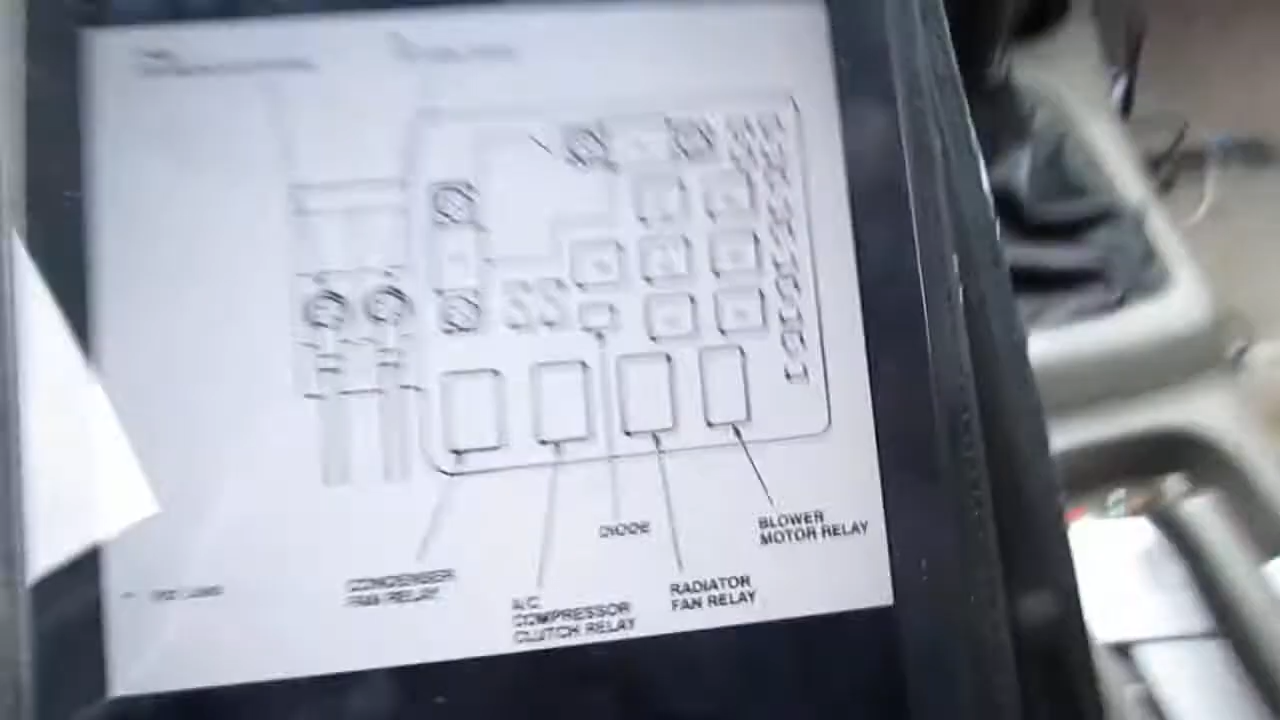 DIODE
BLOWER
MOTOR RELAY
CONDENSER
FAN RELAY
RADIATOR
FAN RELAY
A/C
COMPRESSOR
CLUTCH RELAY